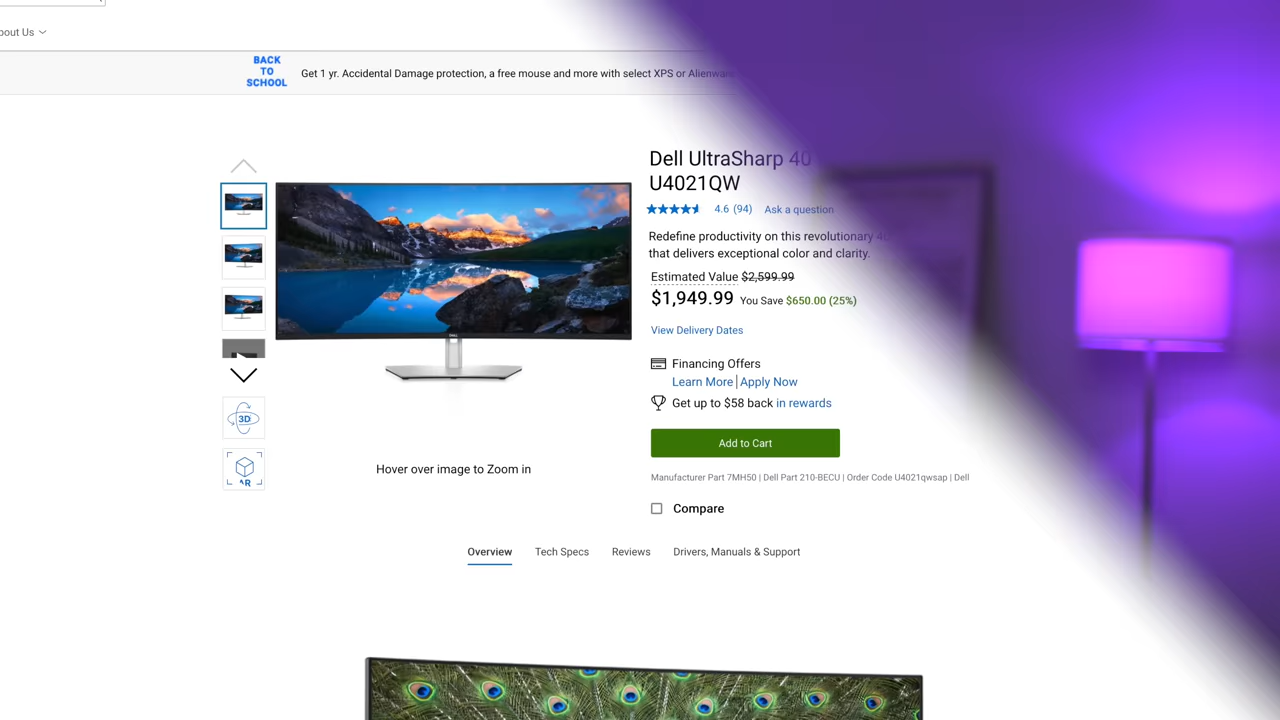 bout Us
BACK
TO
SCHOOL
Get 1 yr. Accidental Damage protection, a free mouse and more with select XPS or Alienware
Dell UltraSharp 40
U4021QW
4.6 (94) Ask a question
Redefine productivity on this revolutionary 40
that delivers exceptional color and clarity.
Estimated Value $2,599.99
$1,949.99 You Save $650.00 (25%)
View Delivery Dates
Financing Offers
Learn More | Apply Now
Get up to $58 back in rewards
Add to Cart
Manufacturer Part 7MH50 | Dell Part 210-BECU | Order Code U4021qwsap | Dell
Compare
3D
AR
Hover over image to Zoom in
Overview Tech Specs Reviews Drivers, Manuals & Support